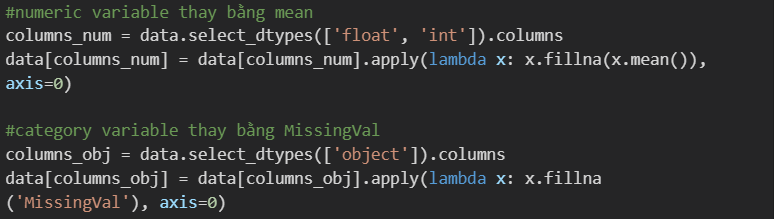 #numeric variable thay bằng mean
columns_num = data.select_dtypes(['float', 'int']).columns
data[columns_num] = data[columns_num].apply(lambda x: x.fillna(x.mean()),
axis=0)

#category variable thay bằng MissingVal
columns_obj = data.select_dtypes(['object']).columns
data[columns_obj] = data[columns_obj].apply(lambda x: x.fillna
('MissingVal'), axis=0)